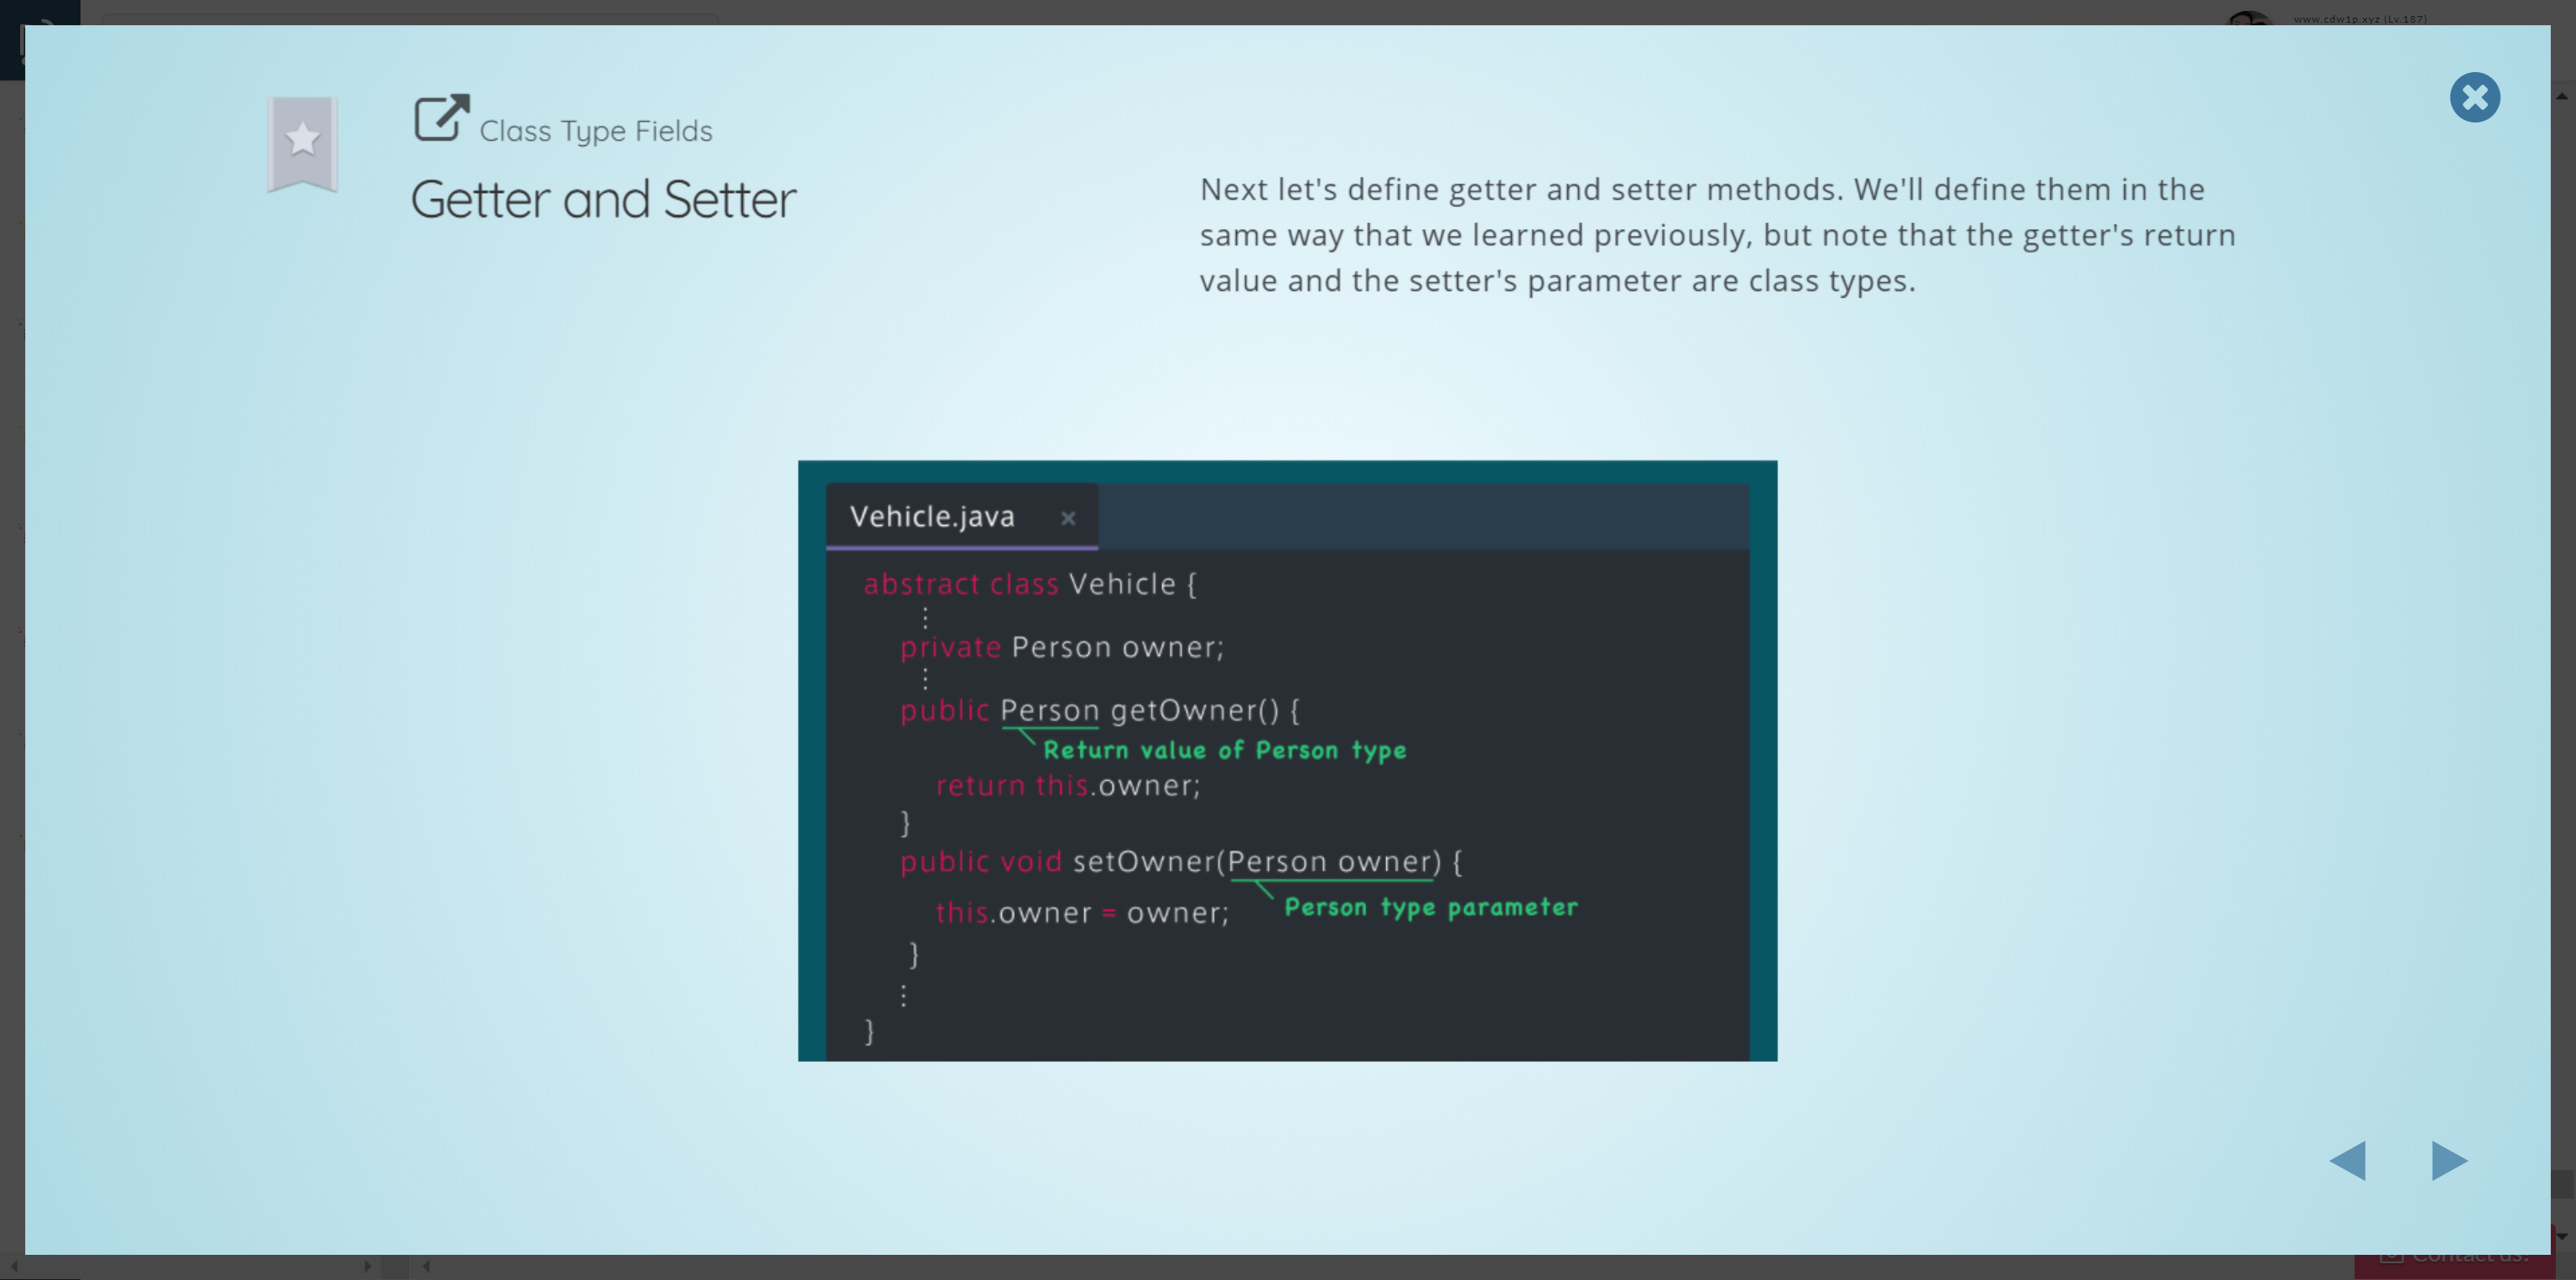 www.cdw1p.xyz (Lv.187)
Class Type Fields
Getter and Setter
Next let's define getter and setter methods. We'll define them in the
same way that we learned previously, but note that the getter's return
value and the setter's parameter are class types.
Vehicle.java ×
abstract class Vehicle {
⋮
private Person owner;
⋮
public Person getOwner() {
Return value of Person type
return this.owner;
}
public void setOwner(Person owner) {
Person type parameter
this.owner = owner;
}
⋮
}
Contact us!